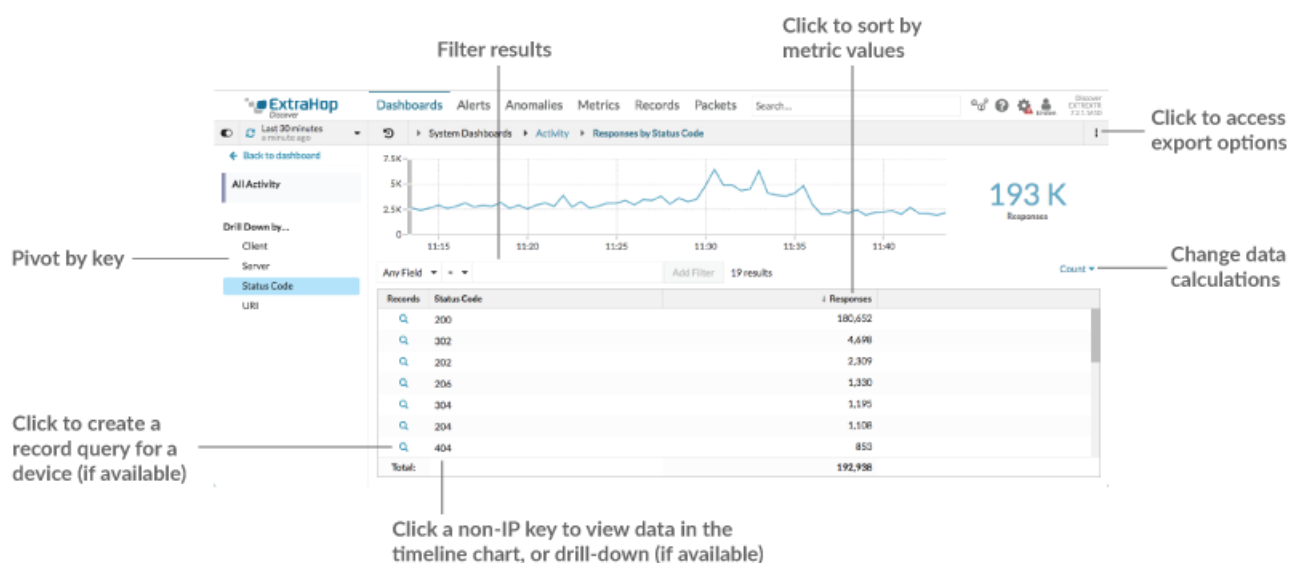 Click to sort by
metric values
Filter results
ExtraHop
Discover
Dashboards Alerts Anomalies Metrics Records Packets Search...
Discover
Click to access
export options
Last 30 minutes
a minute ago
System Dashboards Activity Responses by Status Code
Back to dashboard
All Activity
7.5K
5K
2.5K
0
11:15 11:20 11:25 11:30 11:35 11:40
193 K
Responses
Drill Down by...
Client
Server
Status Code
URI
Pivot by key
Any Field = Add Filter 19 results
Count
Change data
calculations
Records Status Code Responses
200 180,652
302 4,698
202 2,309
206 1,330
304 1,195
204 1,108
404 853
Total: 192,938
Click to create a
record query for a
device (if available)
Click a non-IP key to view data in the
timeline chart, or drill-down (if available)